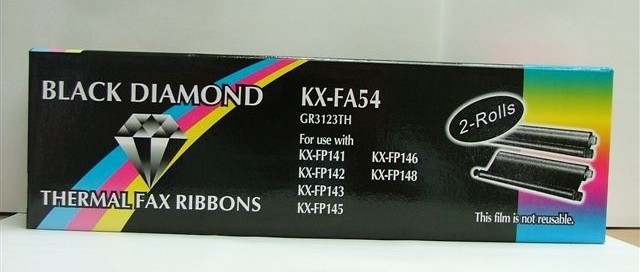 BLACK DIAMOND
THERMAL FAX RIBBONS
KX-FA54
GR3123TH
For use with
KX-FP141 KX-FP146
KX-FP142 KX-FP148
KX-FP143
KX-FP145
2-Rolls
This film is not reusable.